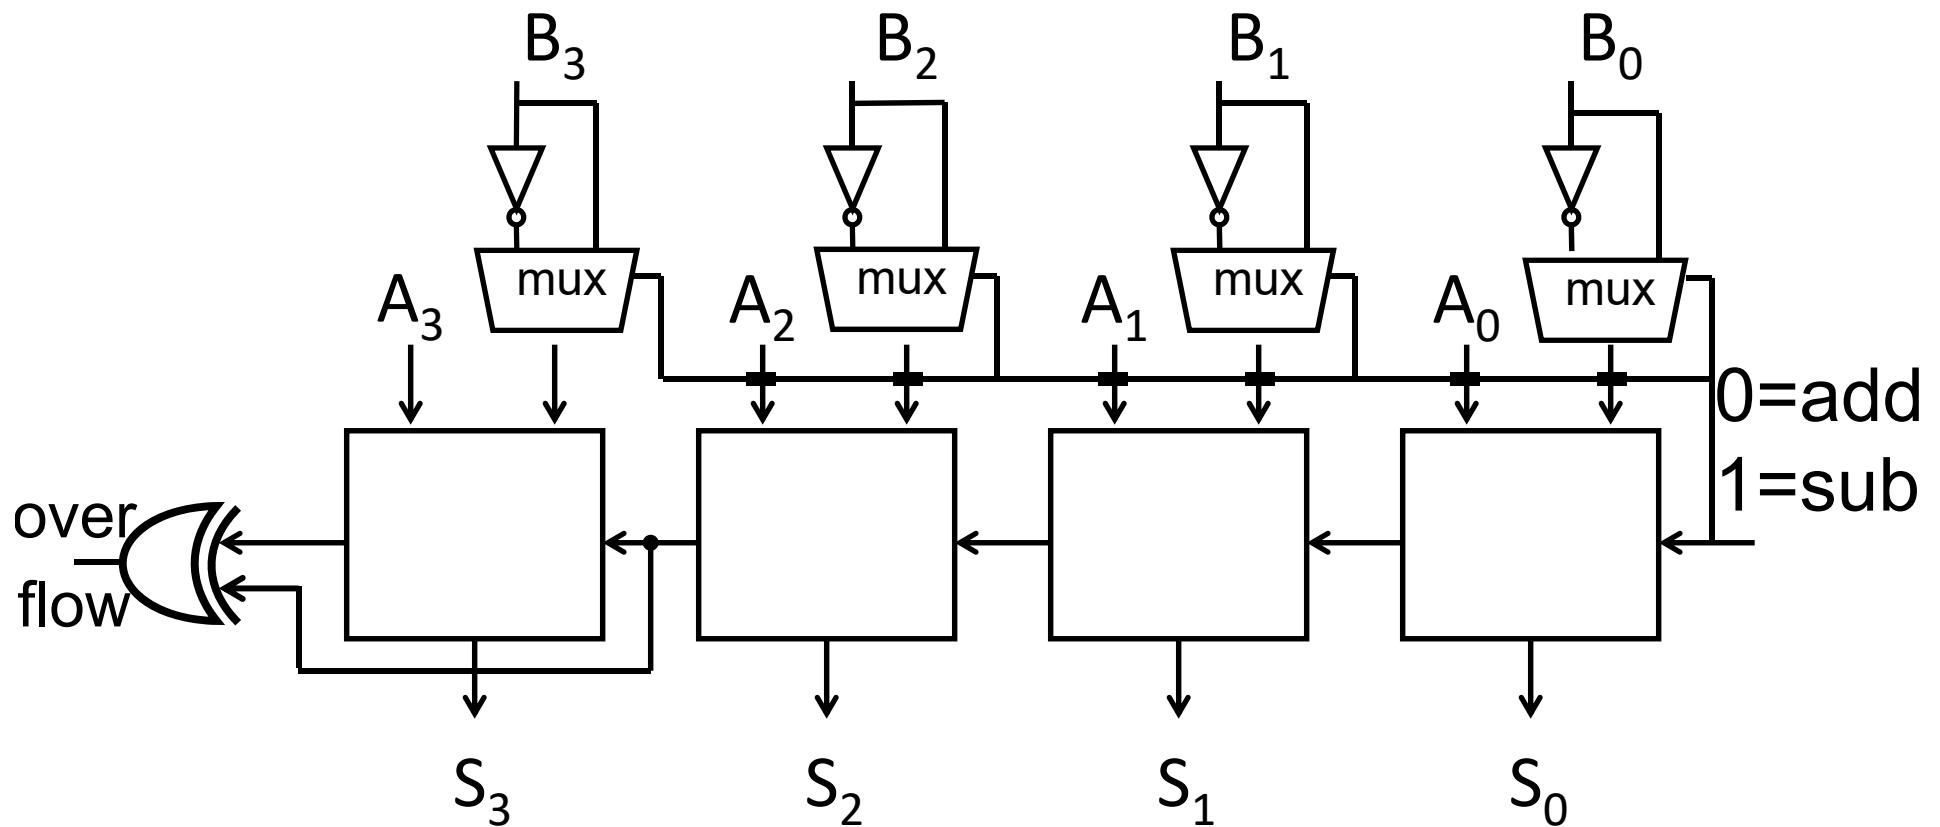 B₃ B₂ B₁ B₀
mux mux mux mux
A₃ A₂ A₁ A₀
0=add
1=sub
over
flow
S₃ S₂ S₁ S₀